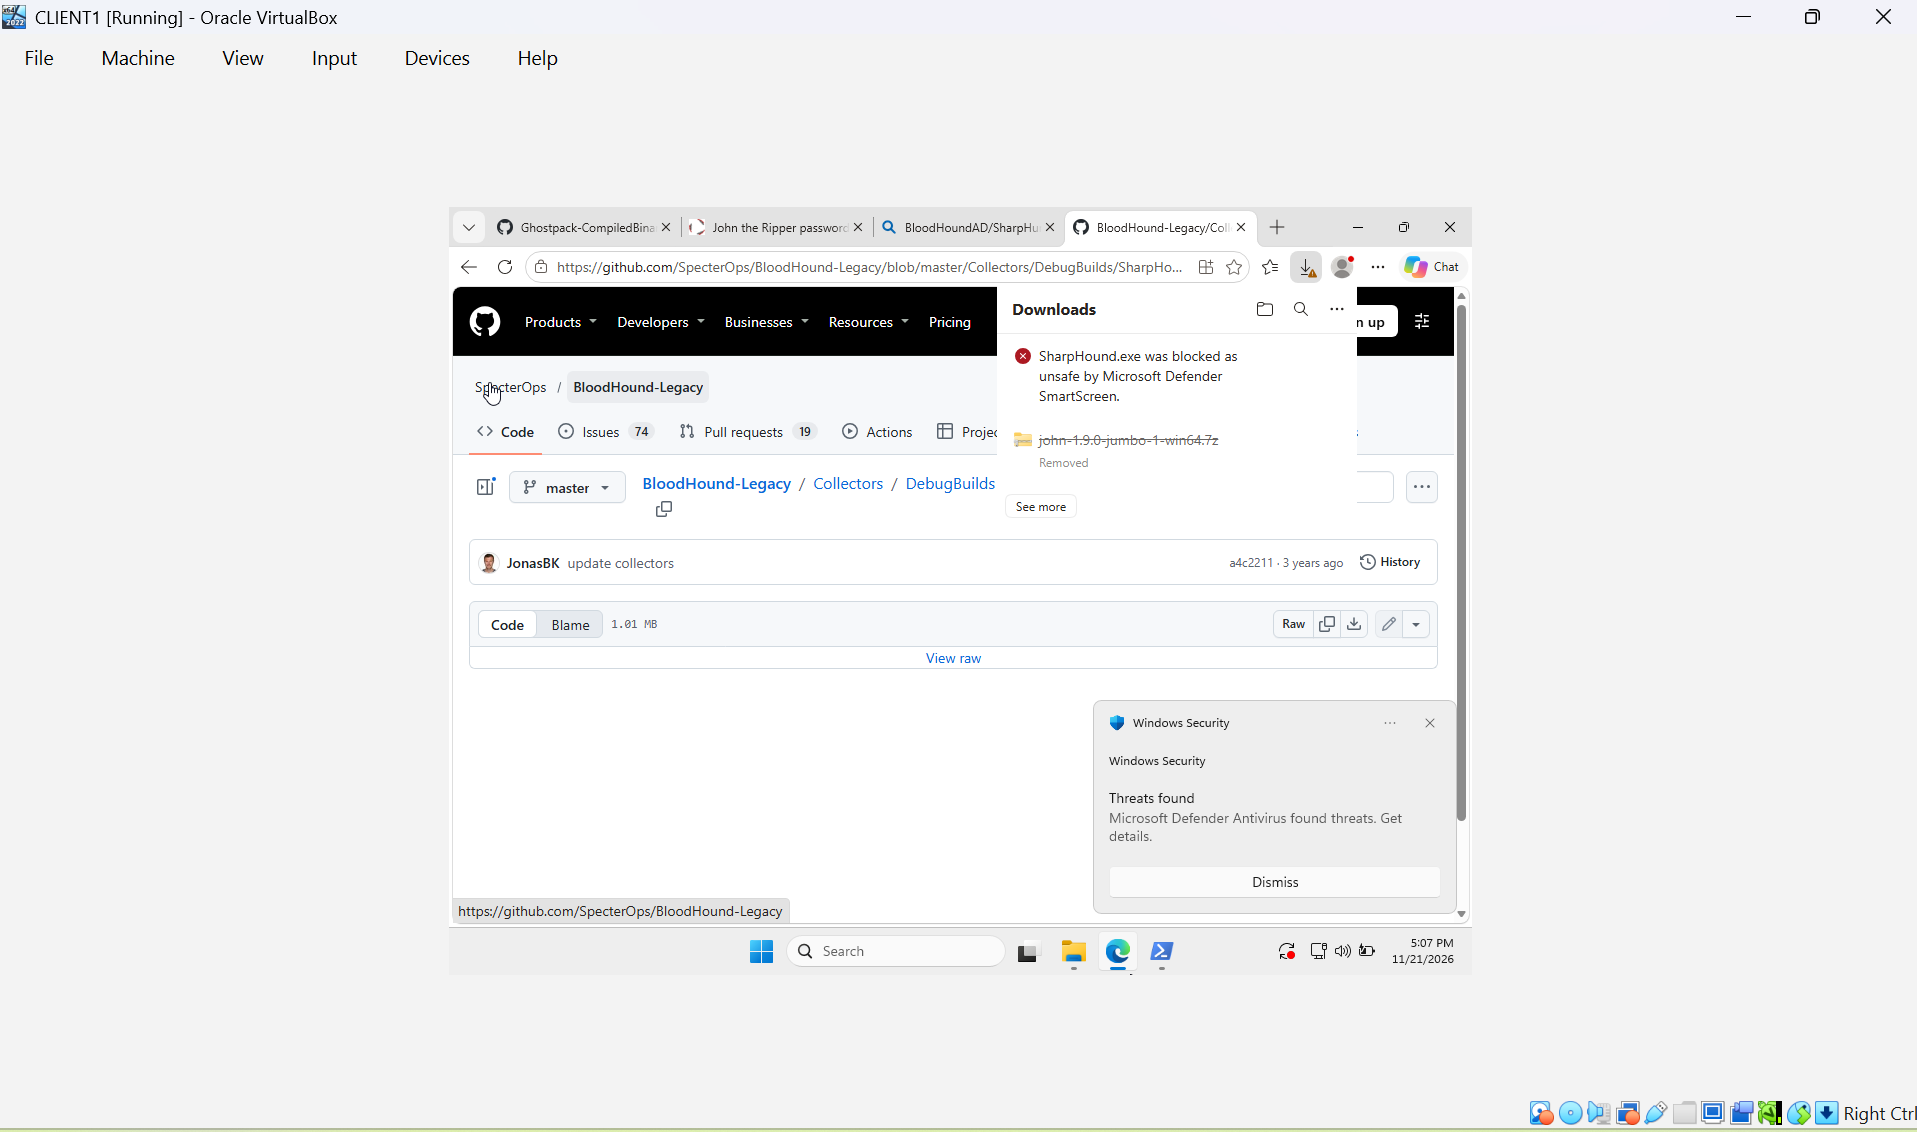 CLIENT1 [Running] - Oracle VirtualBox
File Machine View Input Devices Help
Ghostpack-CompiledBina
John the Ripper password
BloodHoundAD/SharpHu
BloodHound-Legacy/Coll
https://github.com/SpecterOps/BloodHound-Legacy/blob/master/Collectors/DebugBuilds/SharpHo...
Chat
Products Developers Businesses Resources Pricing
n up
Downloads
SharpHound.exe was blocked as
unsafe by Microsoft Defender
SmartScreen.
john-1.9.0-jumbo-1-win64.7z
Removed
See more
SpecterOps / BloodHound-Legacy
Code Issues 74 Pull requests 19 Actions Projec
master
BloodHound-Legacy / Collectors / DebugBuilds
JonasBK update collectors
a4c2211 · 3 years ago History
Code Blame 1.01 MB
Raw
View raw
Windows Security
Windows Security
Threats found
Microsoft Defender Antivirus found threats. Get
details.
Dismiss
https://github.com/SpecterOps/BloodHound-Legacy
Search
5:07 PM
11/21/2026
Right Ctrl